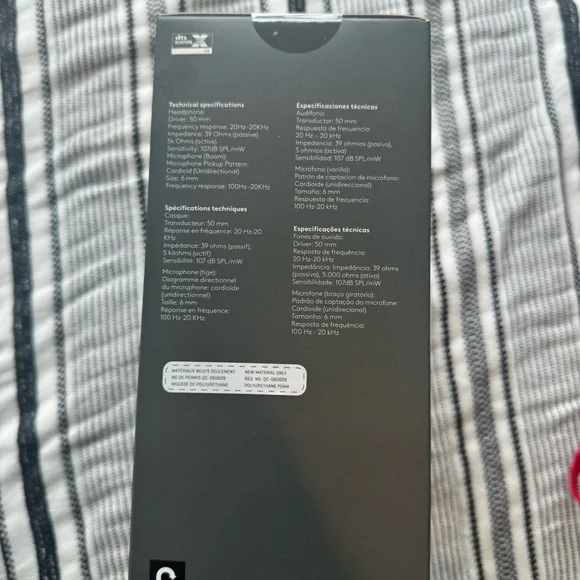 dts
X
Technical specifications
Headphone:
Driver: 50 mm
Frequency response: 20Hz-20KHz
Impedance: 39 Ohms (passive)
5k Ohms (active)
Sensitivity: 107dB SPL/mW
Microphone (Boom):
Microphone Pickup Pattern:
Cardioid (Unidirectional)
Size: 6 mm
Frequency response: 100Hz-20KHz
Spécifications techniques
Casque:
Transducteur: 50 mm
Réponse en fréquence: 20 Hz-20
KHz
Impédance: 39 ohms (passif),
5 kilohms (actif)
Sensibilité: 107 dB SPL/mW
Microphone (tige):
Diagramme directionnel
du microphone: cardioïde
(unidirectionnel)
Taille: 6 mm
Réponse en fréquence:
100 Hz-20 KHz
Especificaciones técnicas
Audífono:
Transductor: 50 mm
Respuesta de frecuencia:
20 Hz - 20 kHz
Impedancia: 39 ohmios (pasiva),
5 ohmios (activa)
Sensibilidad: 107 dB SPL/mW
Micrófono (varilla):
Patrón de captación de micrófono:
Cardioide (unidireccional)
Tamaño: 6 mm
Respuesta de frecuencia:
100 Hz-20 kHz
Especificações técnicas
Fones de ouvido:
Driver: 50 mm
Resposta de frequência:
20 Hz-20 kHz
Impedância: Impedância: 39 ohms
(passiva), 5.000 ohms (ativa)
Sensibilidade: 107dB SPL/mW
Microfone (braço giratório):
Padrão de captação do microfone:
Cardioide (unidirecional)
Tamanho: 6 mm
Resposta de frequência:
100 Hz - 20 kHz
MATÉRIAUX NEUFS SEULEMENT
NO DE PERMIS QC-060609
MOUSSE DE POLYURÉTHANE
NEW MATERIAL ONLY
REG. NO. QC-060609
POLYURETHANE FOAM